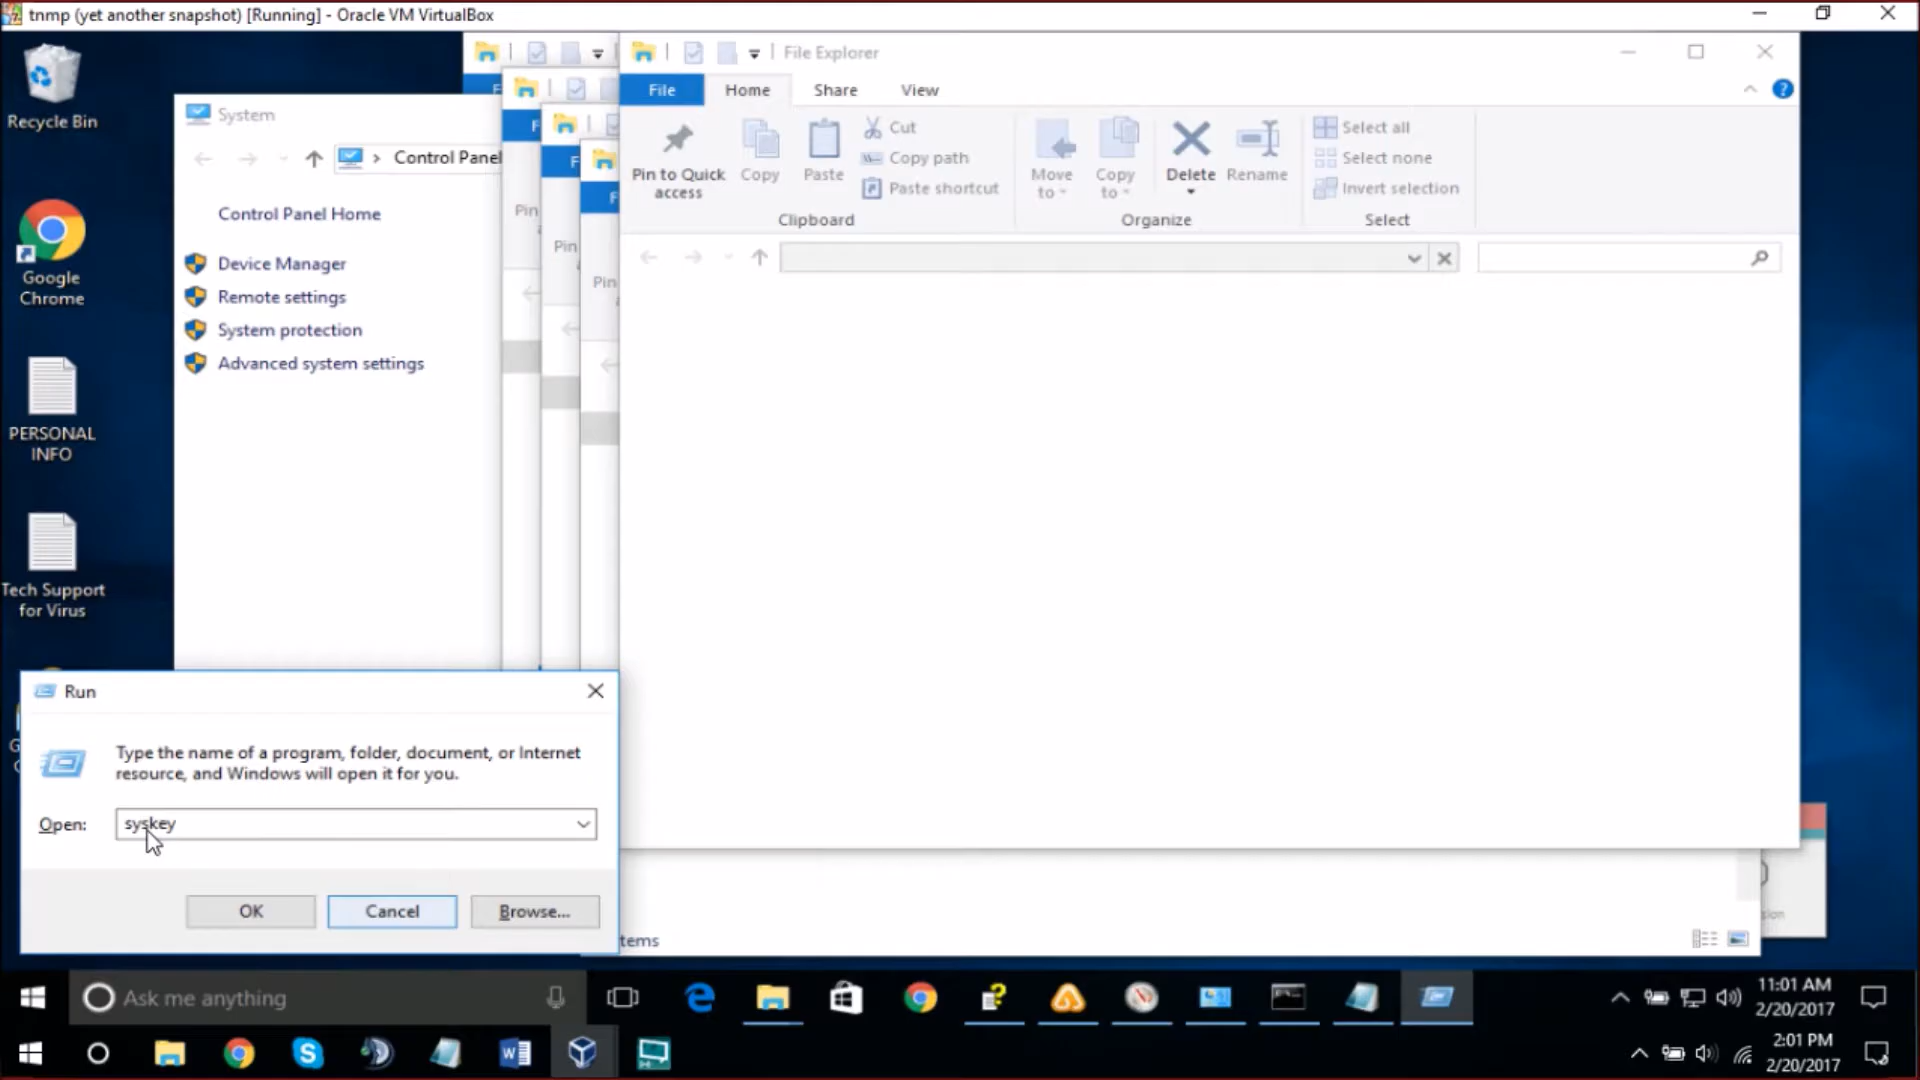 tnmp (yet another snapshot) [Running] - Oracle VM VirtualBox
Recycle Bin
Google
Chrome
PERSONAL
INFO
Tech Support
for Virus
System
Control Panel
Control Panel Home
Device Manager
Remote settings
System protection
Advanced system settings
F
Pin
F
Pin
F
Pin
File Explorer
File
Home
Share
View
Pin to Quick
access
Copy
Paste
Cut
Copy path
Paste shortcut
Clipboard
Move
to
Copy
to
Delete
Rename
Organize
Select all
Select none
Invert selection
Select
Run
Type the name of a program, folder, document, or Internet
resource, and Windows will open it for you.
Open:
syskey
OK
Cancel
Browse...
tems
Ask me anything
11:01 AM
2/20/2017
2:01 PM
2/20/2017